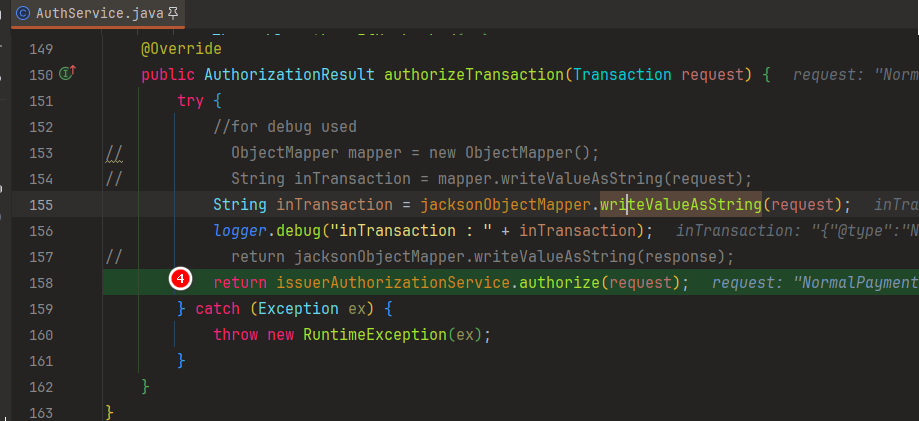 AuthService.java
149 @Override
150 public AuthorizationResult authorizeTransaction(Transaction request) { request: "Norm
151 try {
152 //for debug used
153 // ObjectMapper mapper = new ObjectMapper();
154 // String inTransaction = mapper.writeValueAsString(request);
155 String inTransaction = jacksonObjectMapper.writeValueAsString(request); inTra
156 logger.debug("inTransaction : " + inTransaction); inTransaction: "{"@type":"N
157 // return jacksonObjectMapper.writeValueAsString(response);
158 4 return issuerAuthorizationService.authorize(request); request: "NormalPayment
159 } catch (Exception ex) {
160 throw new RuntimeException(ex);
161 }
162 }
163 }